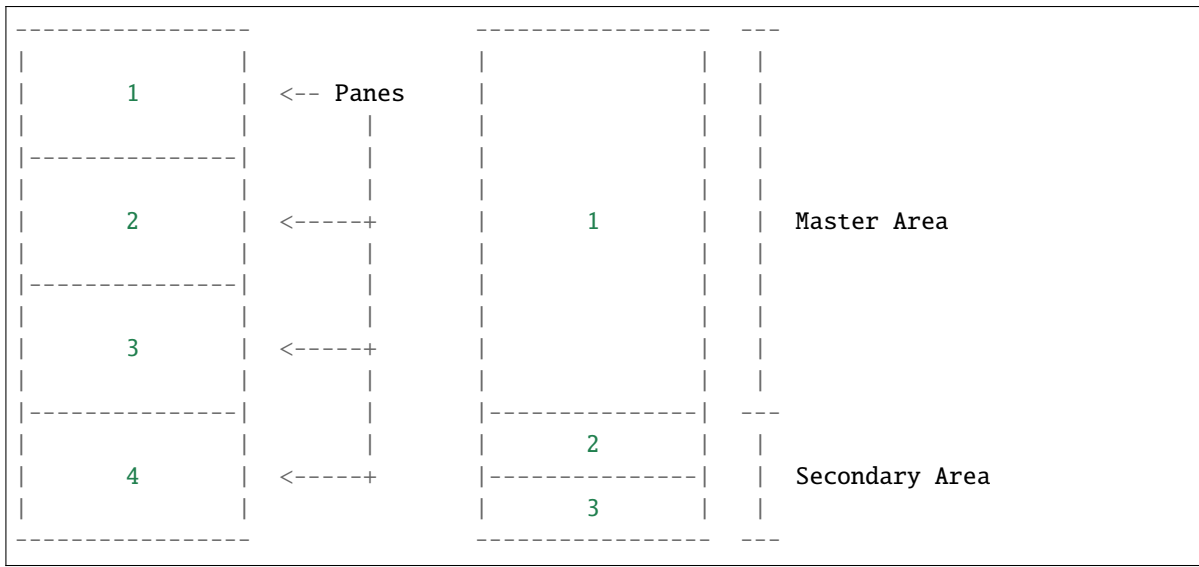 -----------------                -----------------  ---
|               |                |               |  |
|       1       |  <-- Panes     |               |  |
|               |        |       |               |  |
|---------------|        |       |               |  |
|               |        |       |               |  |
|       2       |  <-----+       |       1       |  |  Master Area
|               |        |       |               |  |
|---------------|        |       |               |  |
|               |        |       |               |  |
|       3       |  <-----+       |               |  |
|               |        |       |               |  |
|---------------|        |       |---------------|  ---
|               |        |       |       2       |  |
|       4       |  <-----+       |---------------|  |  Secondary Area
|               |                |       3       |  |
-----------------                -----------------  ---